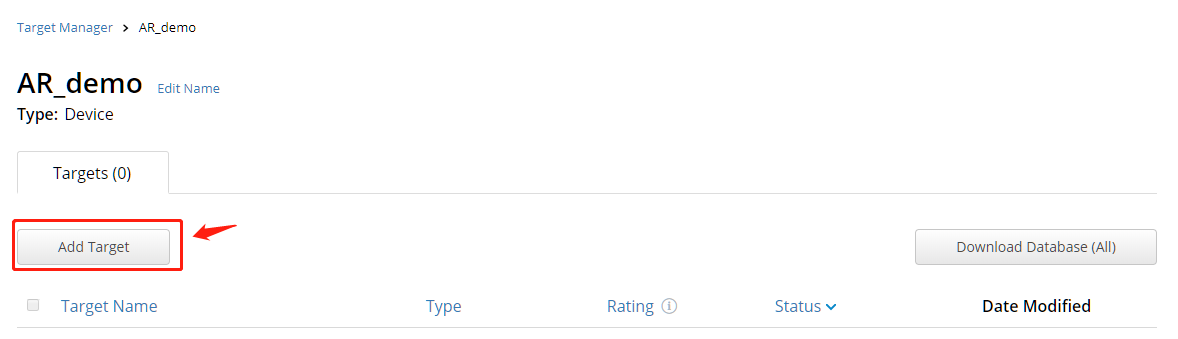 Target Manager > AR_demo
AR_demo Edit Name
Type: Device
Targets (0)
Add Target Download Database (All)
Target Name Type Rating Status Date Modified